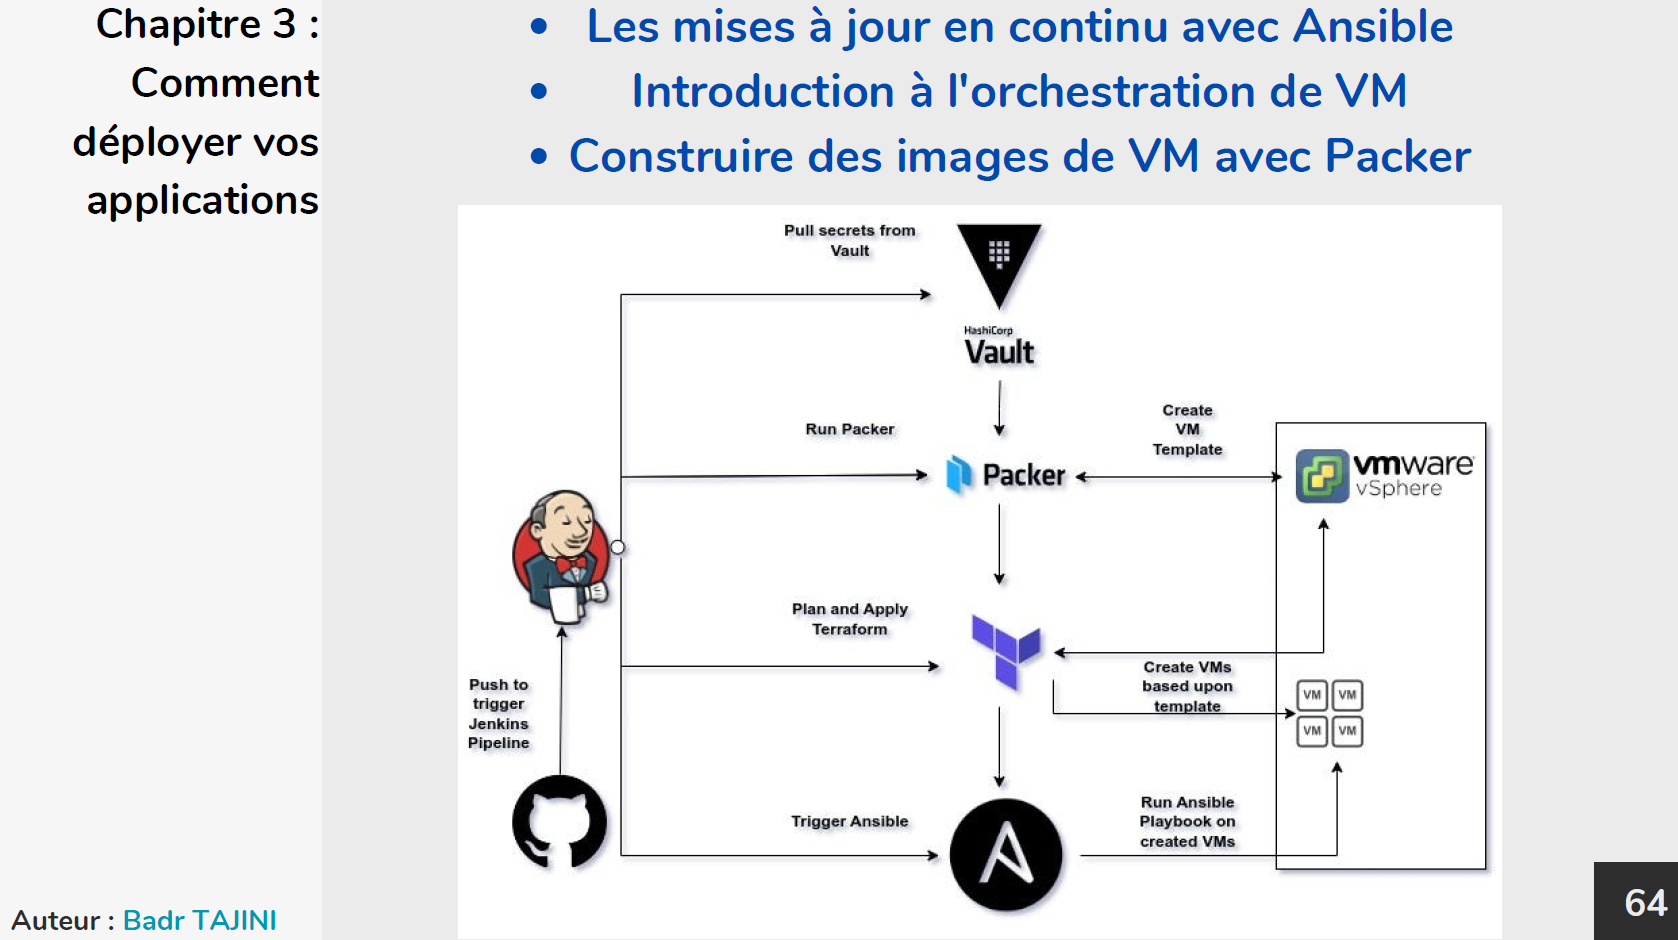 Chapitre 3 :
Comment
déployer vos
applications
• Les mises à jour en continu avec Ansible
• Introduction à l'orchestration de VM
• Construire des images de VM avec Packer
Pull secrets from
Vault
HashiCorp
Vault
Run Packer
Packer
Create
VM
Template
vmware
vSphere
Plan and Apply
Terraform
Create VMs
based upon
template
VM VM
VM VM
Push to
trigger
Jenkins
Pipeline
Trigger Ansible
A
Run Ansible
Playbook on
created VMs
Auteur : Badr TAJINI
64